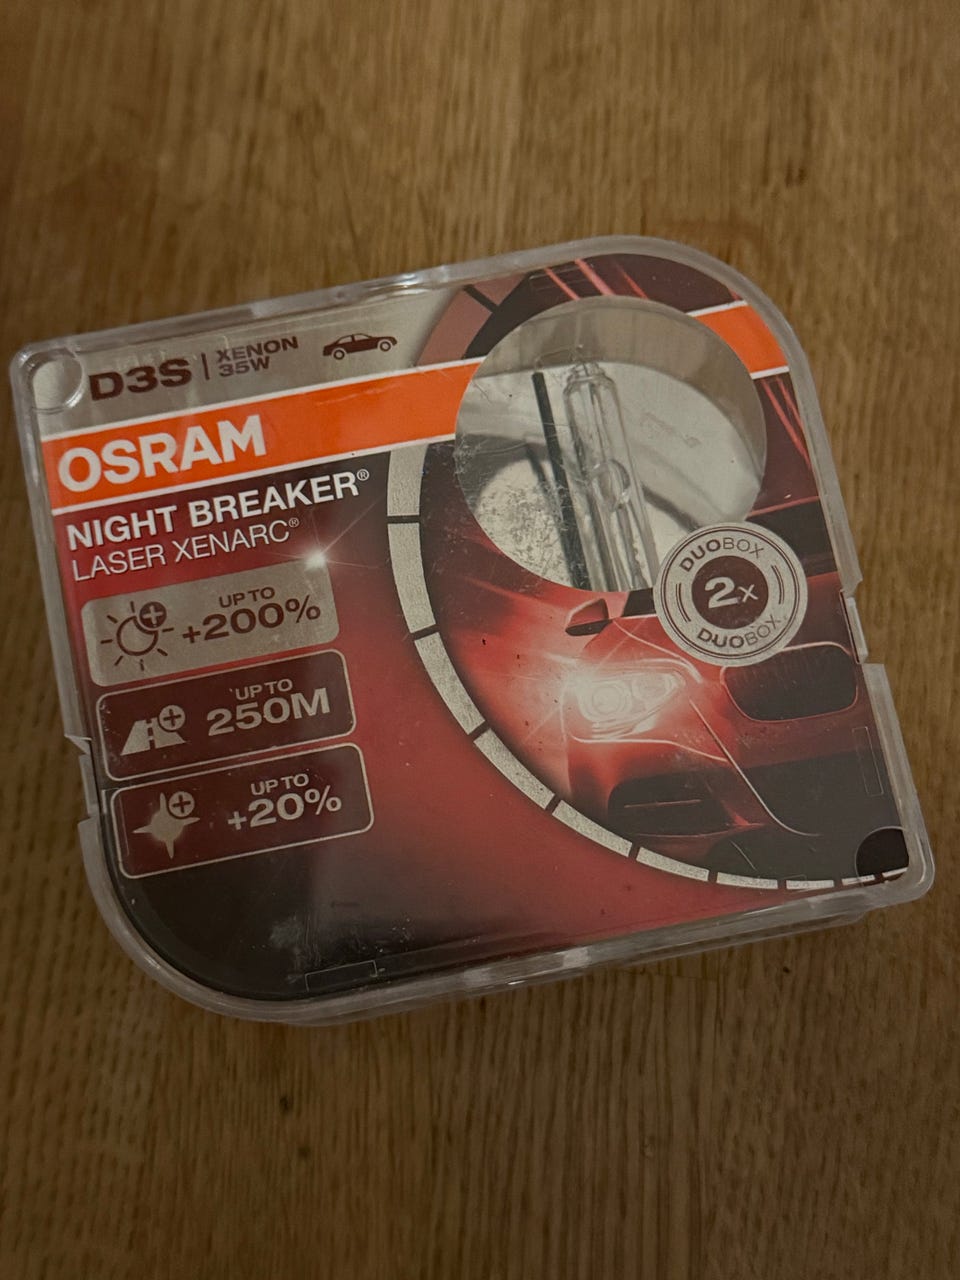 D3S | XENON
35W
OSRAM
NIGHT BREAKER®
LASER XENARC®
UP TO
+200%
UP TO
250M
UP TO
+20%
DUOBOX
2x
DUOBOX